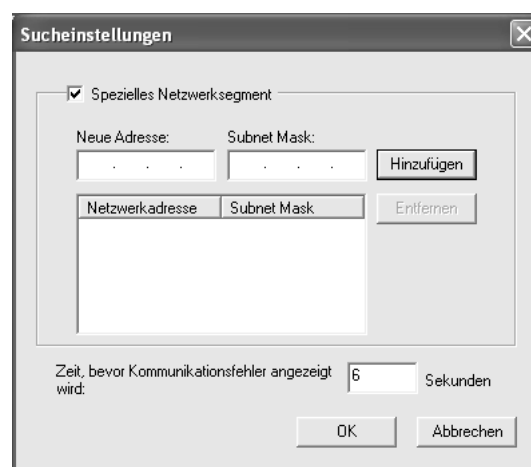 Sucheinstellungen
Spezielles Netzwerksegment
Neue Adresse: Subnet Mask:
. . . . . . Hinzufügen
Netzwerkadresse Subnet Mask Entfernen
Zeit, bevor Kommunikationsfehler angezeigt
wird:
6 Sekunden
OK Abbrechen